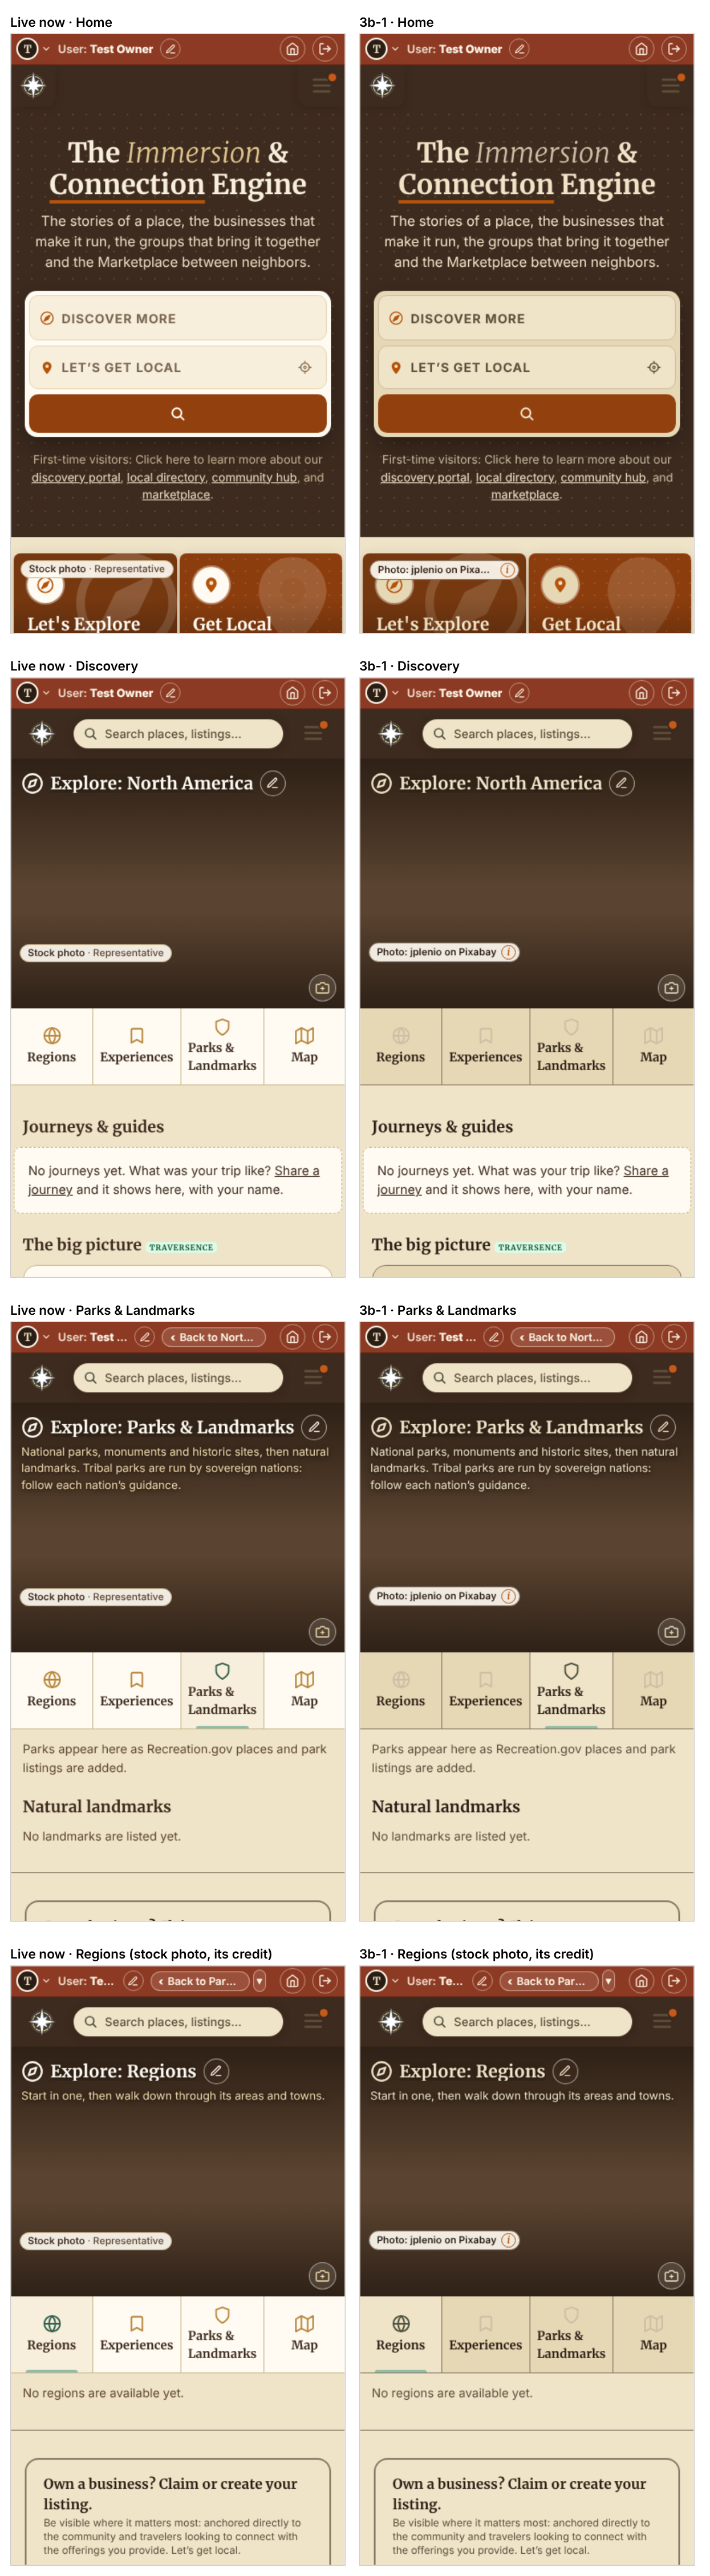 Live now · Home
T User: Test Owner
The Immersion &
Connection Engine
The stories of a place, the businesses that
make it run, the groups that bring it together
and the Marketplace between neighbors.
DISCOVER MORE
LET'S GET LOCAL
First-time visitors: Click here to learn more about our
discovery portal, local directory, community hub, and
marketplace.
Stock photo · Representative
Let's Explore
Get Local
3b-1 · Home
T User: Test Owner
The Immersion &
Connection Engine
The stories of a place, the businesses that
make it run, the groups that bring it together
and the Marketplace between neighbors.
DISCOVER MORE
LET'S GET LOCAL
First-time visitors: Click here to learn more about our
discovery portal, local directory, community hub, and
marketplace.
Photo: jplenio on Pixa... i
Let's Explore
Get Local
Live now · Discovery
T User: Test Owner
Search places, listings...
Explore: North America
Stock photo · Representative
Regions
Experiences
Parks &
Landmarks
Map
Journeys & guides
No journeys yet. What was your trip like? Share a
journey and it shows here, with your name.
The big picture TRAVERSENCE
3b-1 · Discovery
T User: Test Owner
Search places, listings...
Explore: North America
Photo: jplenio on Pixabay i
Regions
Experiences
Parks &
Landmarks
Map
Journeys & guides
No journeys yet. What was your trip like? Share a
journey and it shows here, with your name.
The big picture TRAVERSENCE
Live now · Parks & Landmarks
T User: Test ... ‹ Back to Nort...
Search places, listings...
Explore: Parks & Landmarks
National parks, monuments and historic sites, then natural
landmarks. Tribal parks are run by sovereign nations:
follow each nation's guidance.
Stock photo · Representative
Regions
Experiences
Parks &
Landmarks
Map
Parks appear here as Recreation.gov places and park
listings are added.
Natural landmarks
No landmarks are listed yet.
3b-1 · Parks & Landmarks
T User: Test ... ‹ Back to Nort...
Search places, listings...
Explore: Parks & Landmarks
National parks, monuments and historic sites, then natural
landmarks. Tribal parks are run by sovereign nations:
follow each nation's guidance.
Photo: jplenio on Pixabay i
Regions
Experiences
Parks &
Landmarks
Map
Parks appear here as Recreation.gov places and park
listings are added.
Natural landmarks
No landmarks are listed yet.
Live now · Regions (stock photo, its credit)
T User: Te... ‹ Back to Par... ▾
Search places, listings...
Explore: Regions
Start in one, then walk down through its areas and towns.
Stock photo · Representative
Regions
Experiences
Parks &
Landmarks
Map
No regions are available yet.
Own a business? Claim or create your
listing.
Be visible where it matters most: anchored directly to
the community and travelers looking to connect with
the offerings you provide. Let's get local.
3b-1 · Regions (stock photo, its credit)
T User: Te... ‹ Back to Par... ▾
Search places, listings...
Explore: Regions
Start in one, then walk down through its areas and towns.
Photo: jplenio on Pixabay i
Regions
Experiences
Parks &
Landmarks
Map
No regions are available yet.
Own a business? Claim or create your
listing.
Be visible where it matters most: anchored directly to
the community and travelers looking to connect with
the offerings you provide. Let's get local.